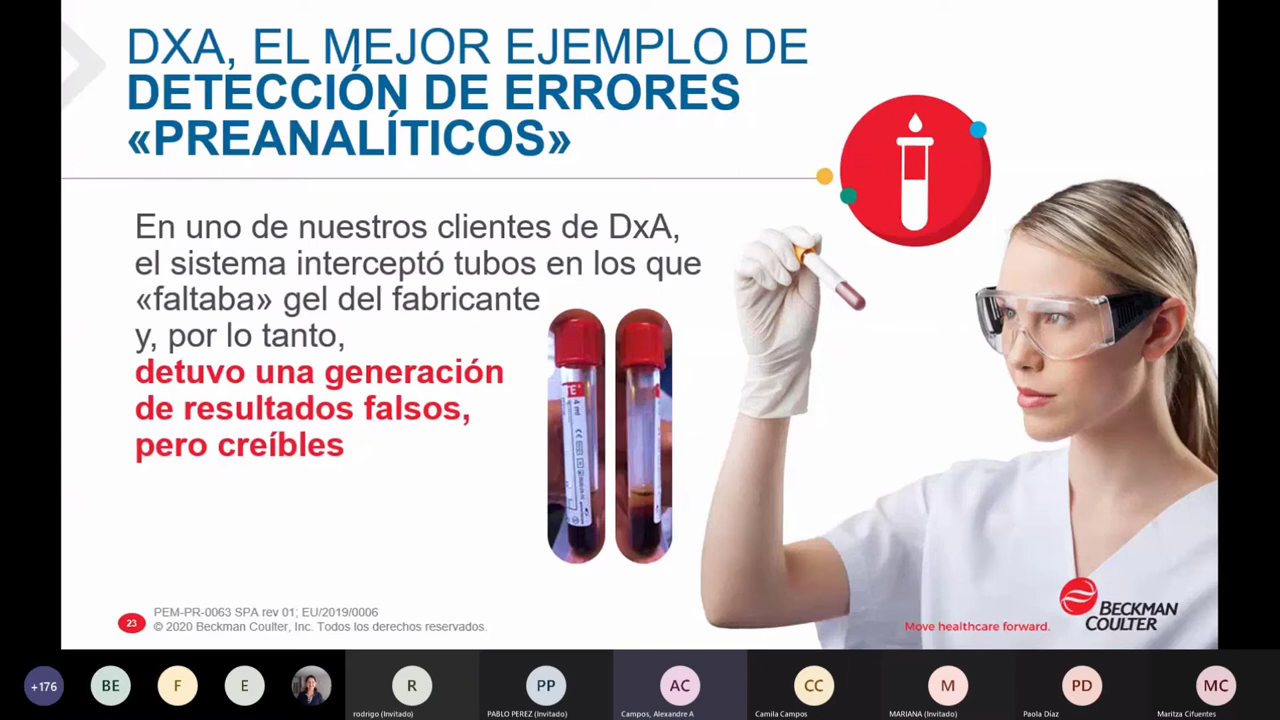 DXA, EL MEJOR EJEMPLO DE
DETECCIÓN DE ERRORES
«PREANALÍTICOS»
En uno de nuestros clientes de DxA,
el sistema interceptó tubos en los que
«faltaba» gel del fabricante
y, por lo tanto,
detuvo una generación
de resultados falsos,
pero creíbles
4 ml
23
PEM-PR-0063 SPA rev 01; EU/2019/0006
© 2020 Beckman Coulter, Inc. Todos los derechos reservados.
Move healthcare forward.
BECKMAN
COULTER
+176
BE
F
E
R
PP
AC
CC
M
PD
MC
rodrigo (Invitado)
PABLO PEREZ (Invitado)
Campos, Alexandre A
Camila Campos
MARIANA (Invitado)
Paola Díaz
Maritza Cifuentes